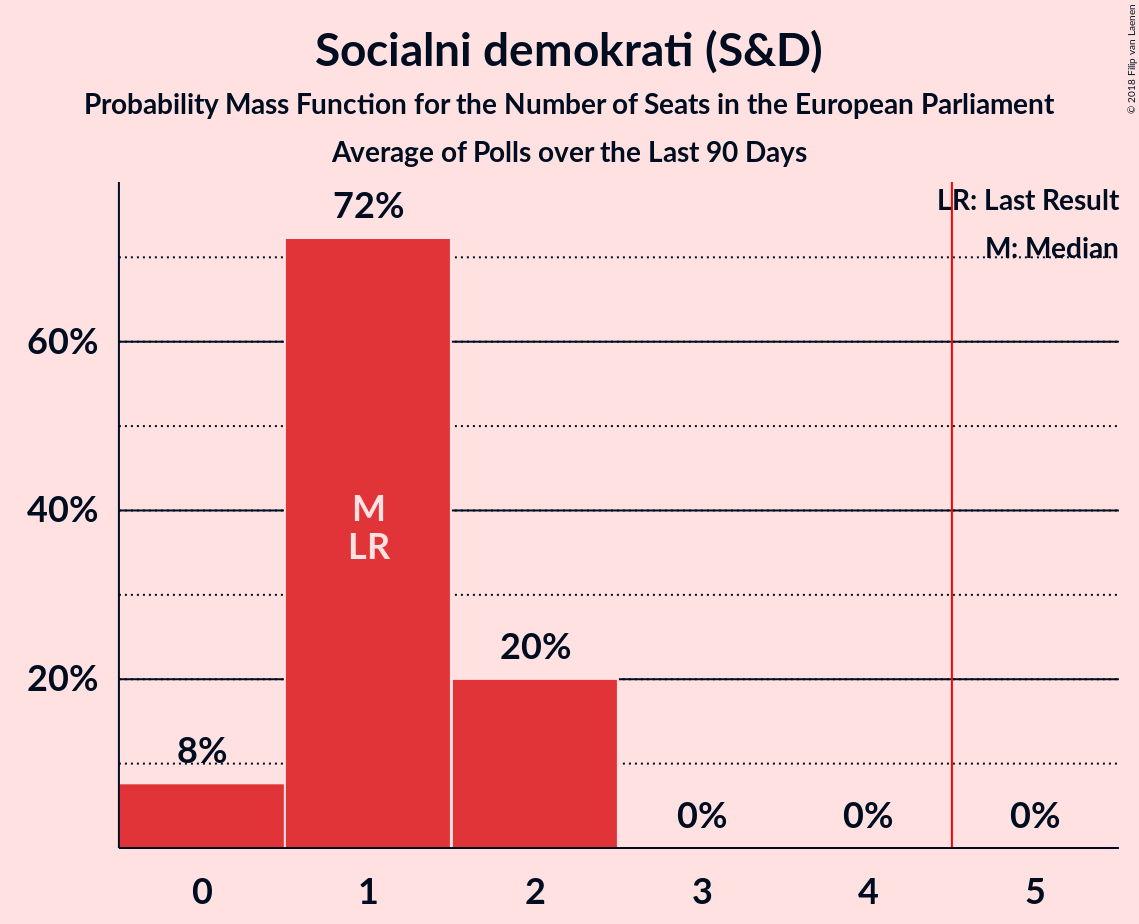 Socialni demokrati (S&D)
Probability Mass Function for the Number of Seats in the European Parliament
Average of Polls over the Last 90 Days
© 2018 Filip van Laenen
LR: Last Result
M: Median
72%
60%
M
40%
LR
20%
20%
8%
0%
0%
0%
0
1
2
3
4
5